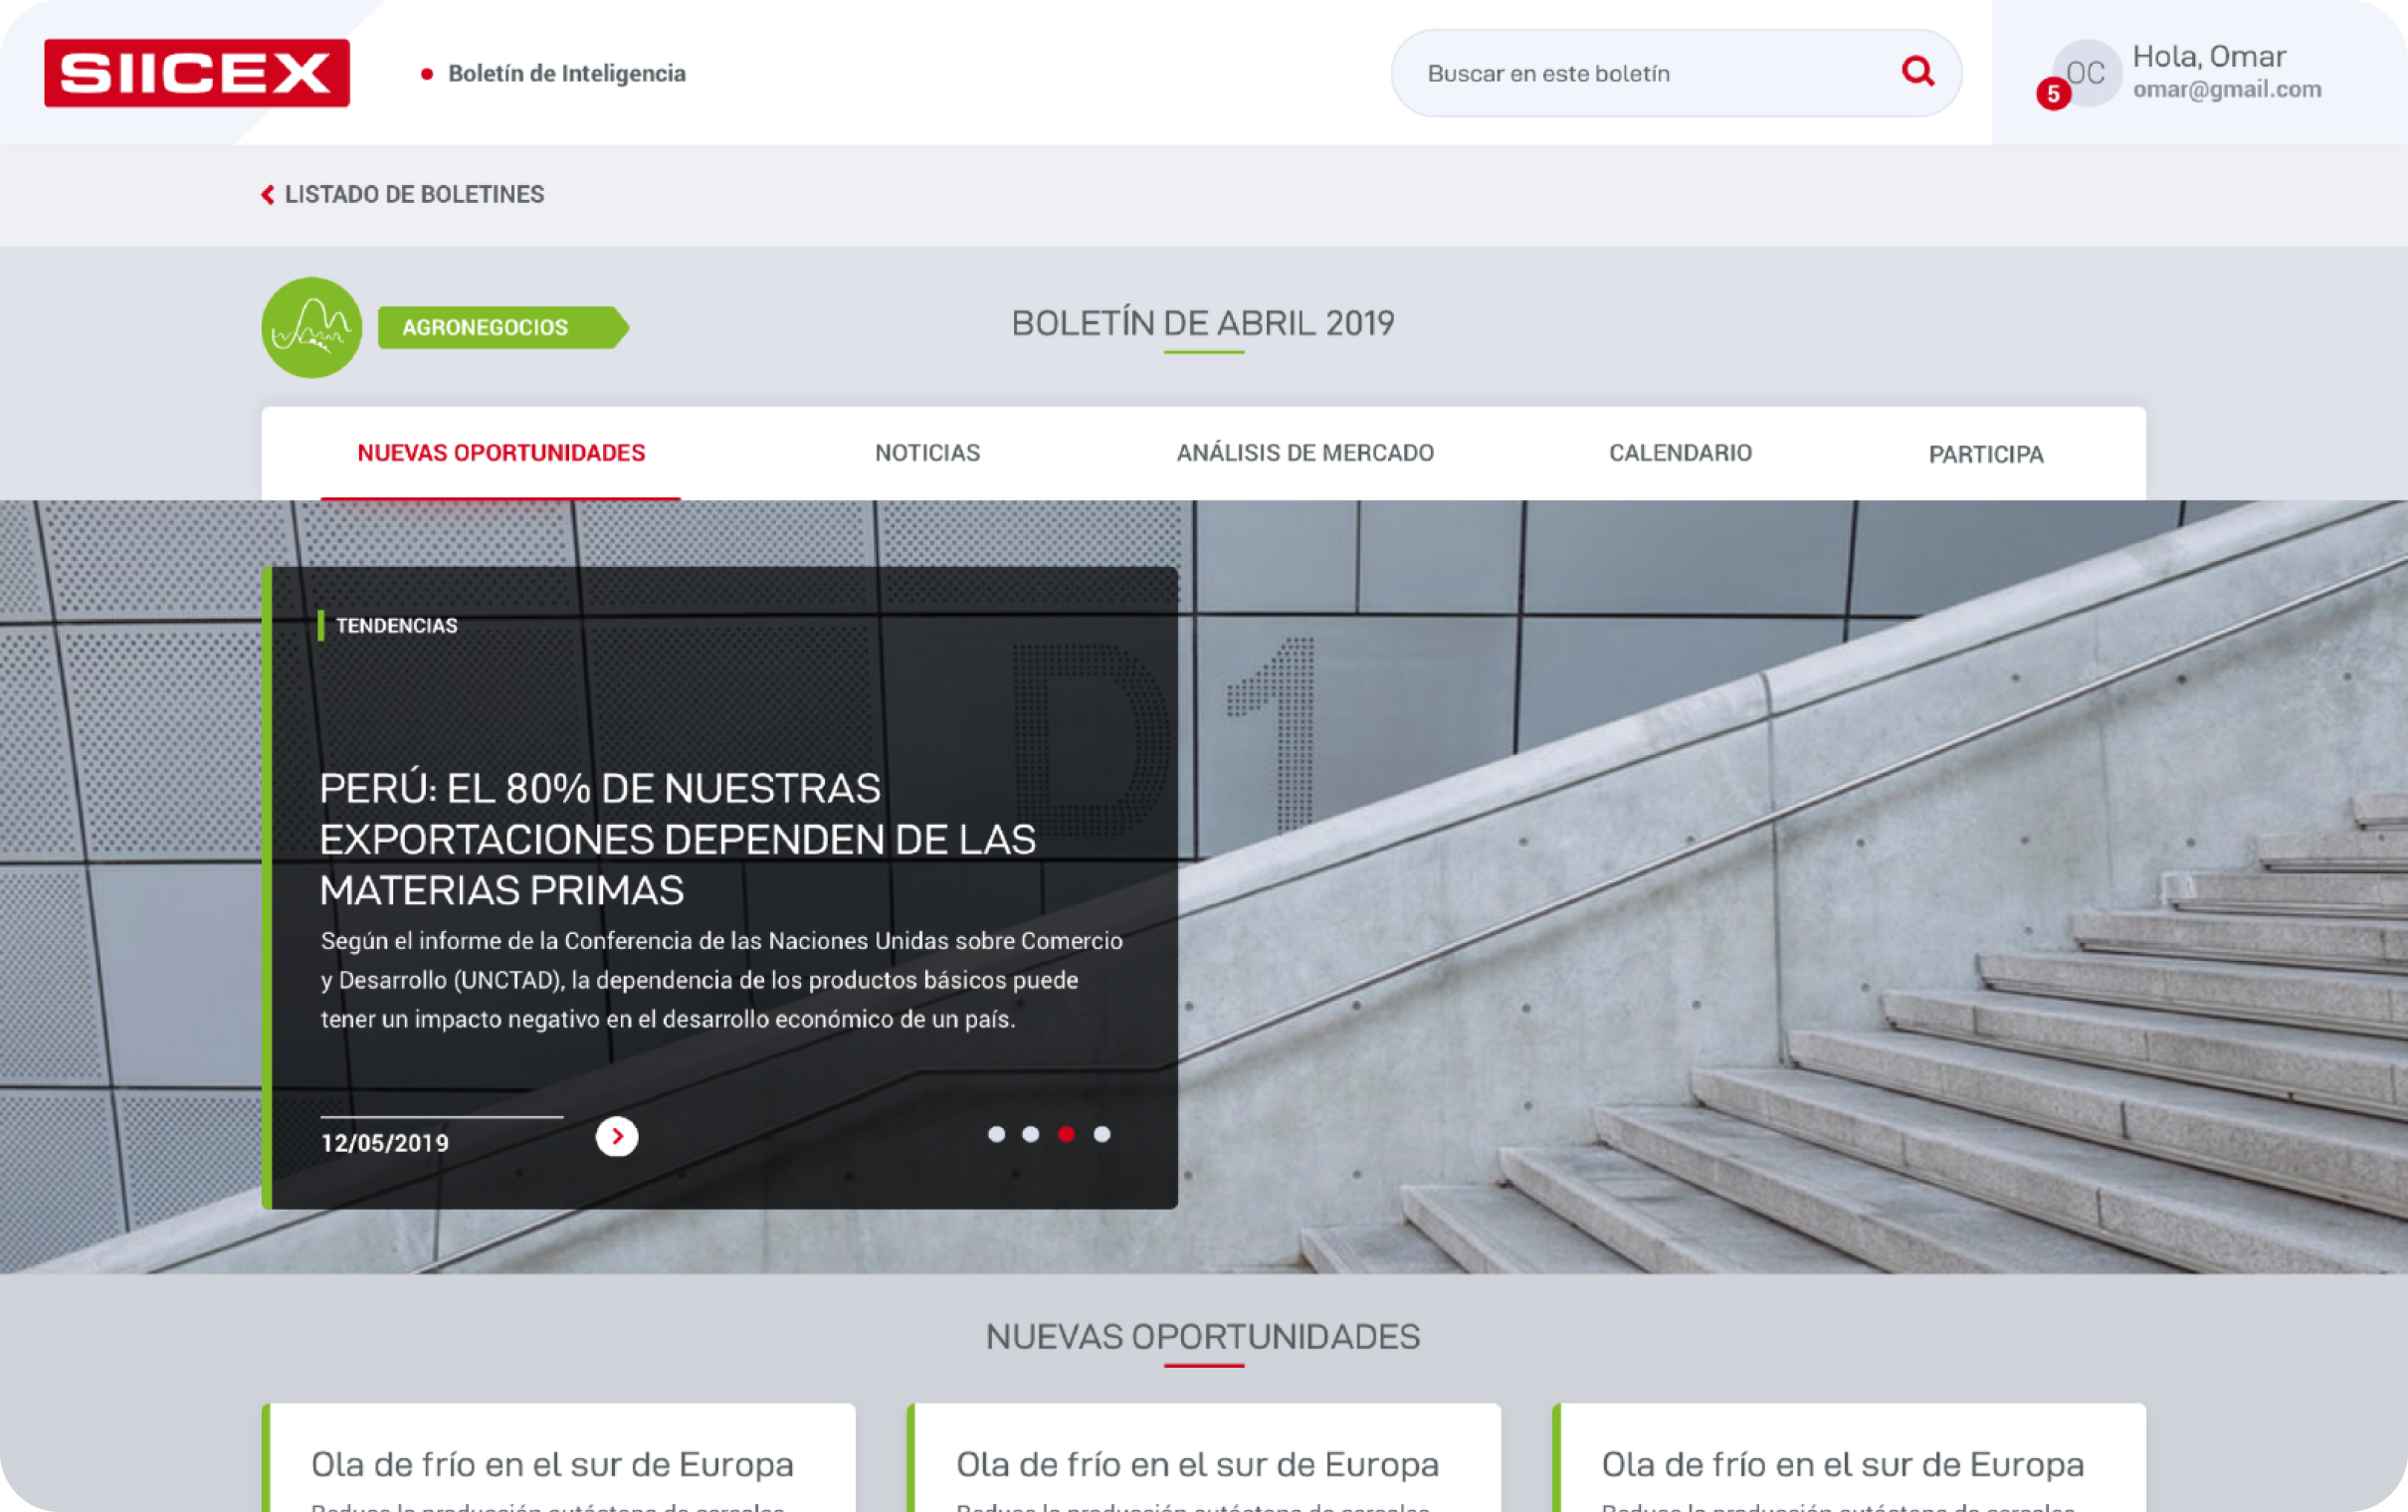 SIICEX
Boletín de Inteligencia
Buscar en este boletín
OC
5
Hola, Omar
omar@gmail.com
LISTADO DE BOLETINES
AGRONEGOCIOS
BOLETÍN DE ABRIL 2019
NUEVAS OPORTUNIDADES
NOTICIAS
ANÁLISIS DE MERCADO
CALENDARIO
PARTICIPA
TENDENCIAS
D1
PERÚ: EL 80% DE NUESTRAS
EXPORTACIONES DEPENDEN DE LAS
MATERIAS PRIMAS
Según el informe de la Conferencia de las Naciones Unidas sobre Comercio
y Desarrollo (UNCTAD), la dependencia de los productos básicos puede
tener un impacto negativo en el desarrollo económico de un país.
12/05/2019
NUEVAS OPORTUNIDADES
Ola de frío en el sur de Europa
Ola de frío en el sur de Europa
Ola de frío en el sur de Europa